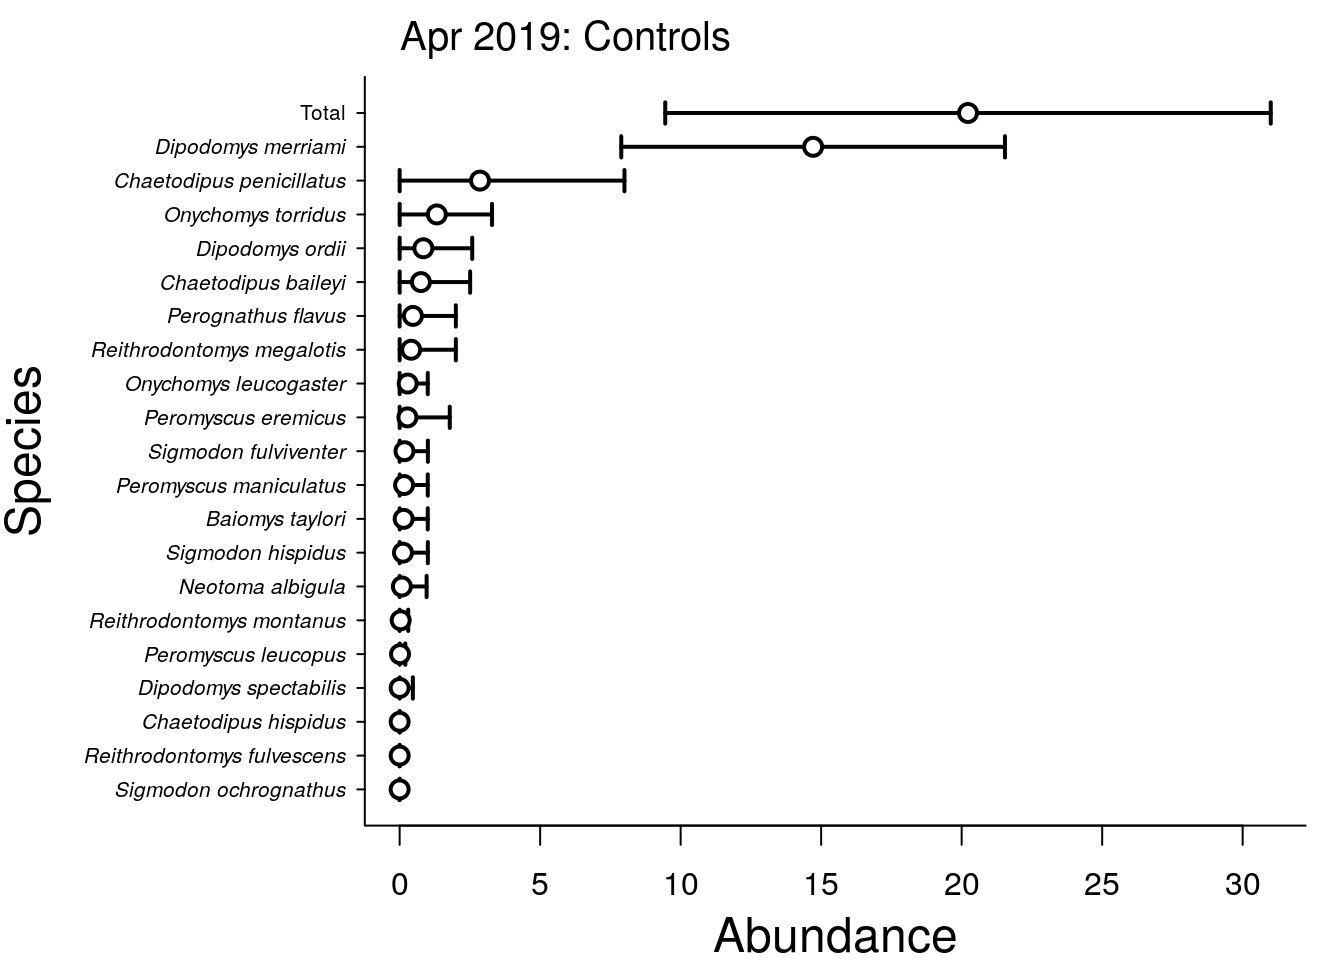 Apr 2019: Controls
Total
Dipodomys merriami
Chaetodipus penicillatus
Onychomys torridus
Dipodomys ordii
Chaetodipus baileyi
Perognathus flavus
Reithrodontomys megalotis
Onychomys leucogaster
Peromyscus eremicus
Sigmodon fulviventer
Peromyscus maniculatus
Baiomys taylori
Sigmodon hispidus
Neotoma albigula
Reithrodontomys montanus
Peromyscus leucopus
Dipodomys spectabilis
Chaetodipus hispidus
Reithrodontomys fulvescens
Sigmodon ochrognathus
Species
0 5 10 15 20 25 30
Abundance